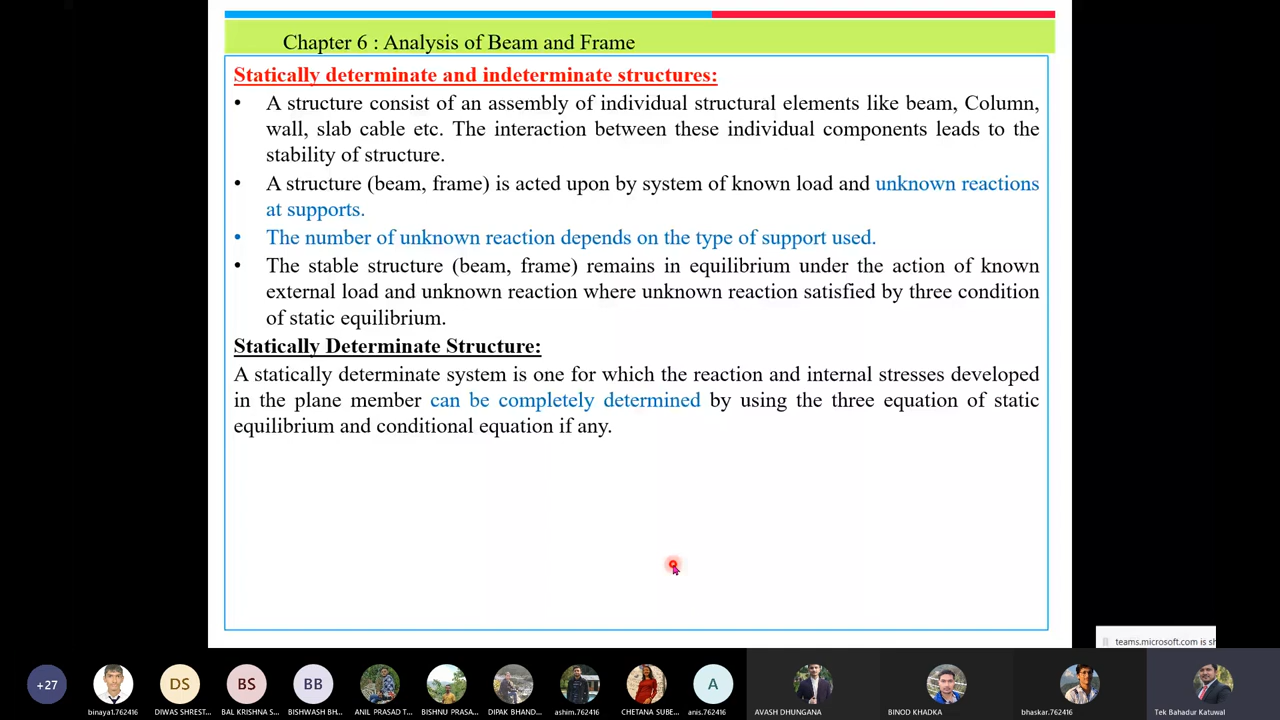 Chapter 6 : Analysis of Beam and Frame
Statically determinate and indeterminate structures:
• A structure consist of an assembly of individual structural elements like beam, Column,
wall, slab cable etc. The interaction between these individual components leads to the
stability of structure.
• A structure (beam, frame) is acted upon by system of known load and unknown reactions
at supports.
• The number of unknown reaction depends on the type of support used.
• The stable structure (beam, frame) remains in equilibrium under the action of known
external load and unknown reaction where unknown reaction satisfied by three condition
of static equilibrium.
Statically Determinate Structure:
A statically determinate system is one for which the reaction and internal stresses developed
in the plane member can be completely determined by using the three equation of static
equilibrium and conditional equation if any.
teams.microsoft.com is sh
+27
DS
BS
BB
A
binaya1.762416
DIWAS SHREST...
BAL KRISHNA S...
BISHWASH BH...
ANIL PRASAD T...
BISHNU PRASA...
DIPAK BHAND...
ashim.762416
CHETANA SUBE...
anis.762416
AVASH DHUNGANA
BINOD KHADKA
bhaskar.762416
Tek Bahadur Katuwal